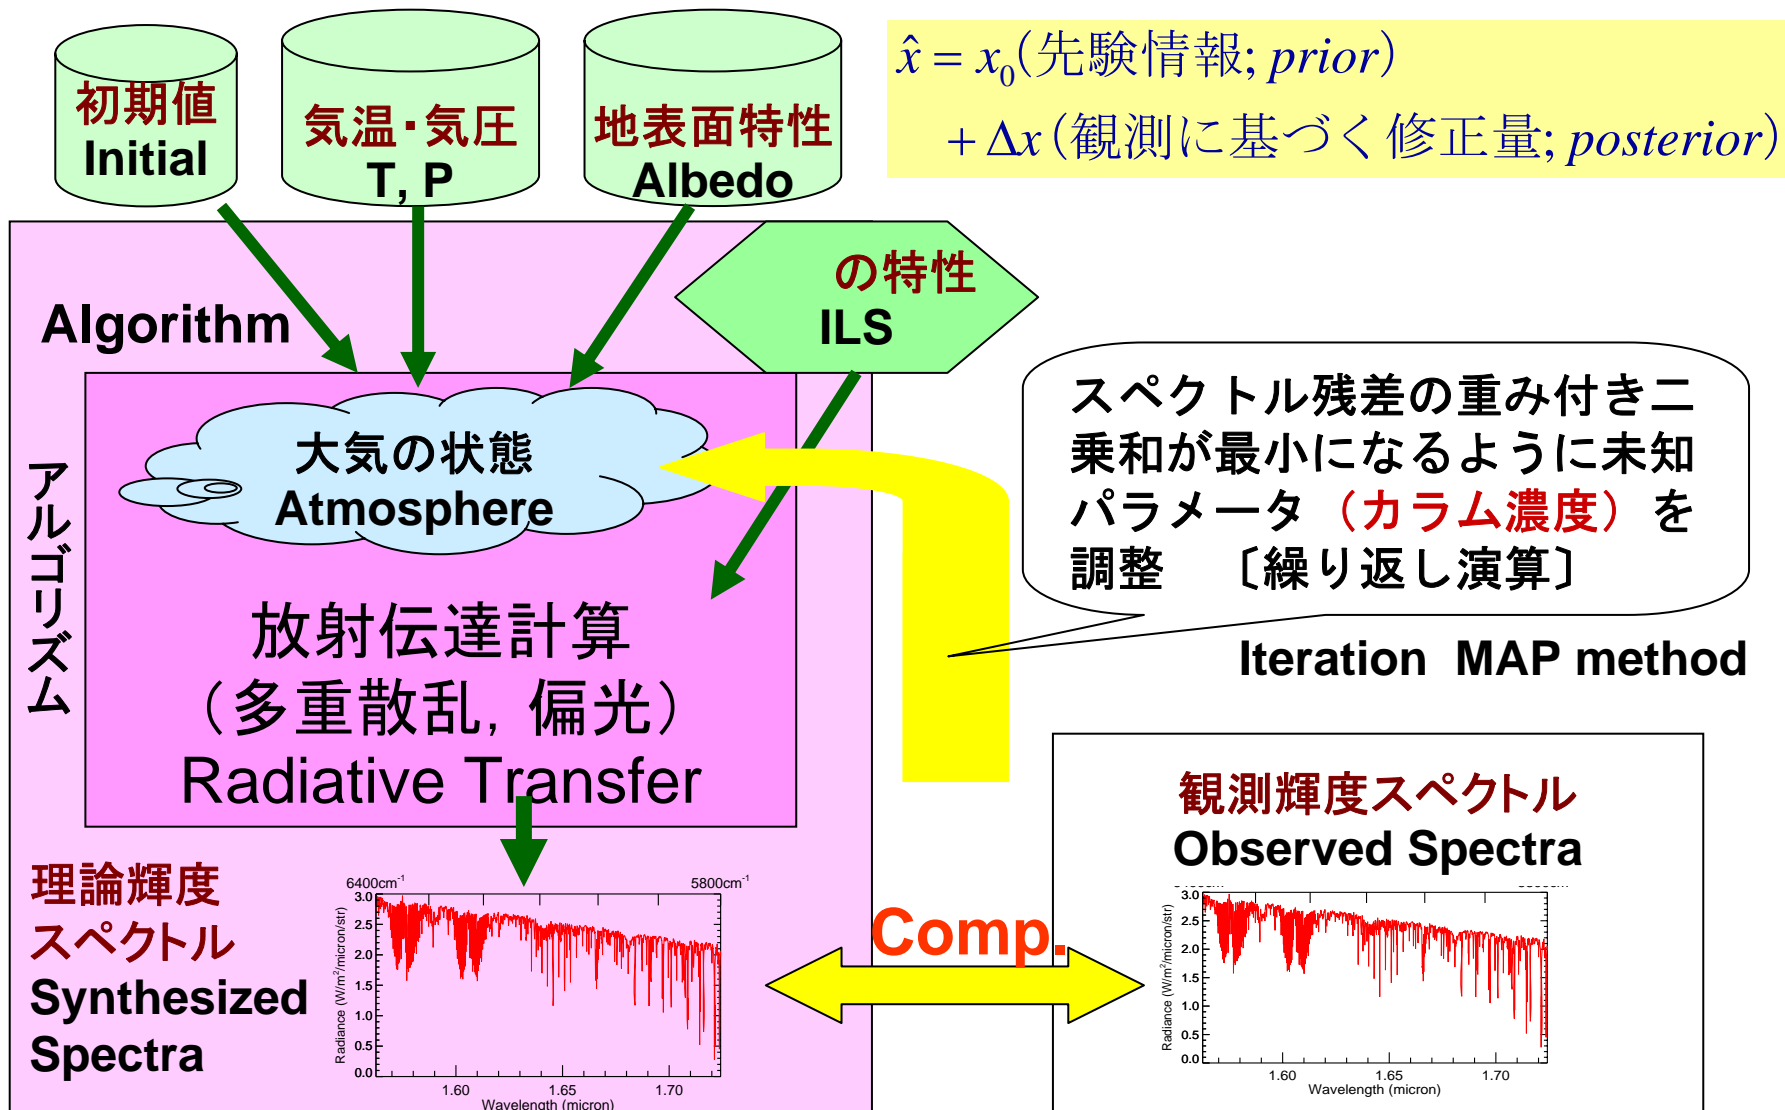 初期値
Initial
気温・気圧
T, P
地表面特性
Albedo
x̂ = x₀(先験情報; prior)
+ Δx (観測に基づく修正量; posterior)
の特性
ILS
Algorithm
アルゴリズム
大気の状態
Atmosphere
放射伝達計算
（多重散乱, 偏光）
Radiative Transfer
スペクトル残差の重み付き二
乗和が最小になるように未知
パラメータ（カラム濃度）を
調整　〔繰り返し演算〕
Iteration MAP method
理論輝度
スペクトル
Synthesized
Spectra
6400cm⁻¹
5800cm⁻¹
3.0
2.5
2.0
1.5
1.0
0.5
0.0
Radiance (W/m²/micron/str)
1.60
1.65
1.70
Wavelength (micron)
Comp.
観測輝度スペクトル
Observed Spectra
3.0
2.5
2.0
1.5
1.0
0.5
0.0
Radiance (W/m²/micron/str)
1.60
1.65
1.70
Wavelength (micron)